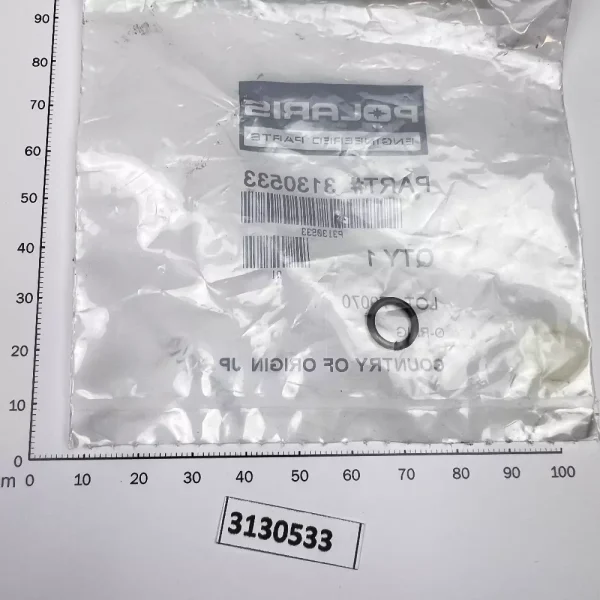 90
80
70
60
50
40
30
20
10
0
POLARIS
ENGINEERED PARTS
PART# 3130533
P3130533
QTY 1
LOT
COUNTRY OF ORIGIN JP
m 0 10 20 30 40 50 60 70 80 90 100
3130533